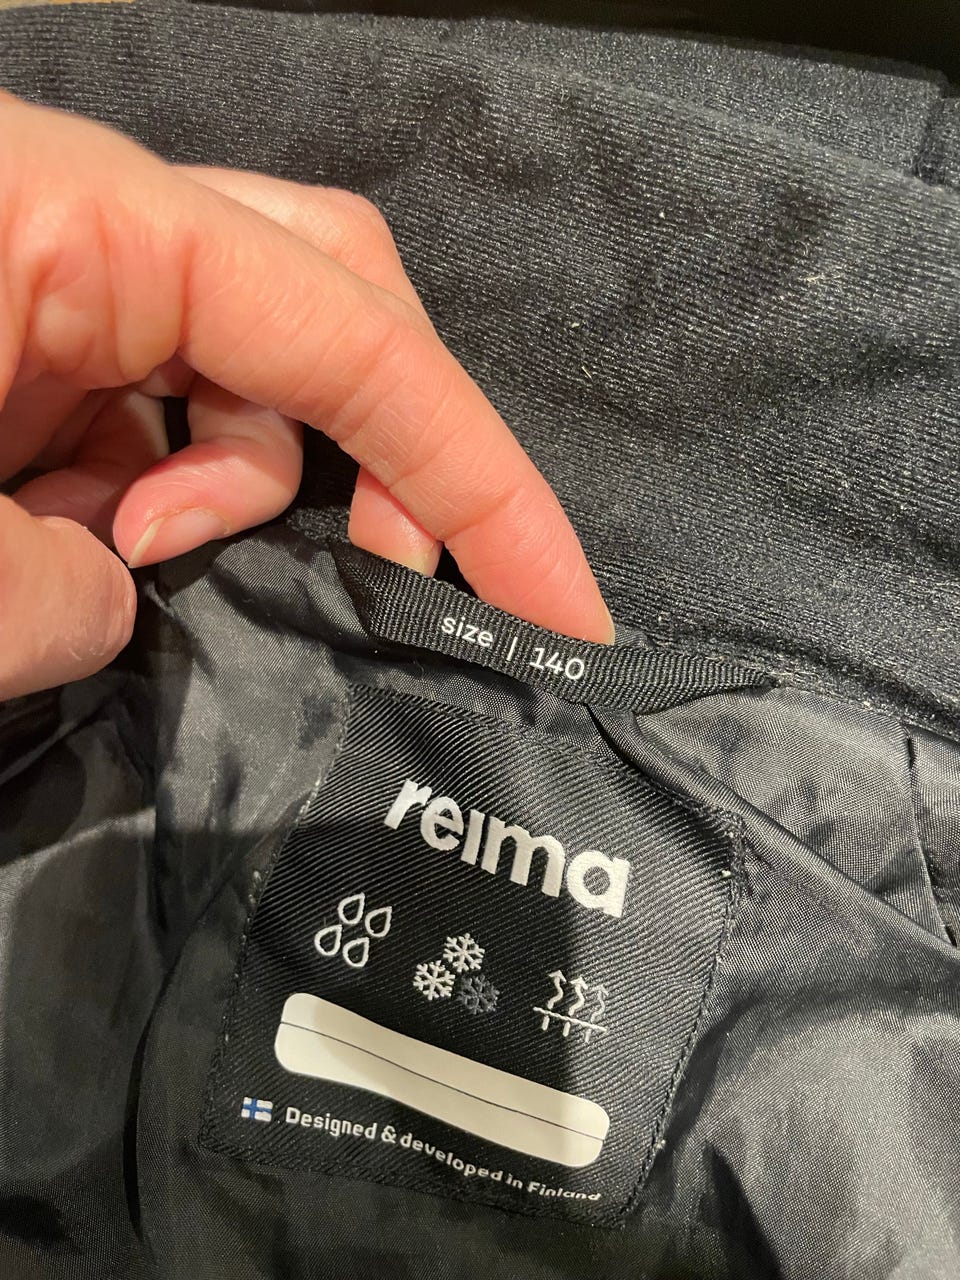 size | 140
reima
Designed & developed in Finland